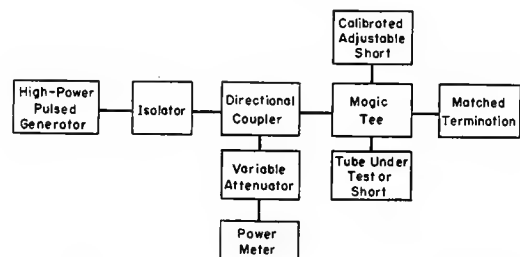 Calibrated
Adjustable
Short
High-Power
Pulsed
Generator
Isolator
Directional
Coupler
Magic
Tee
Matched
Termination
Variable
Attenuator
Tube Under
Test or
Short
Power
Meter